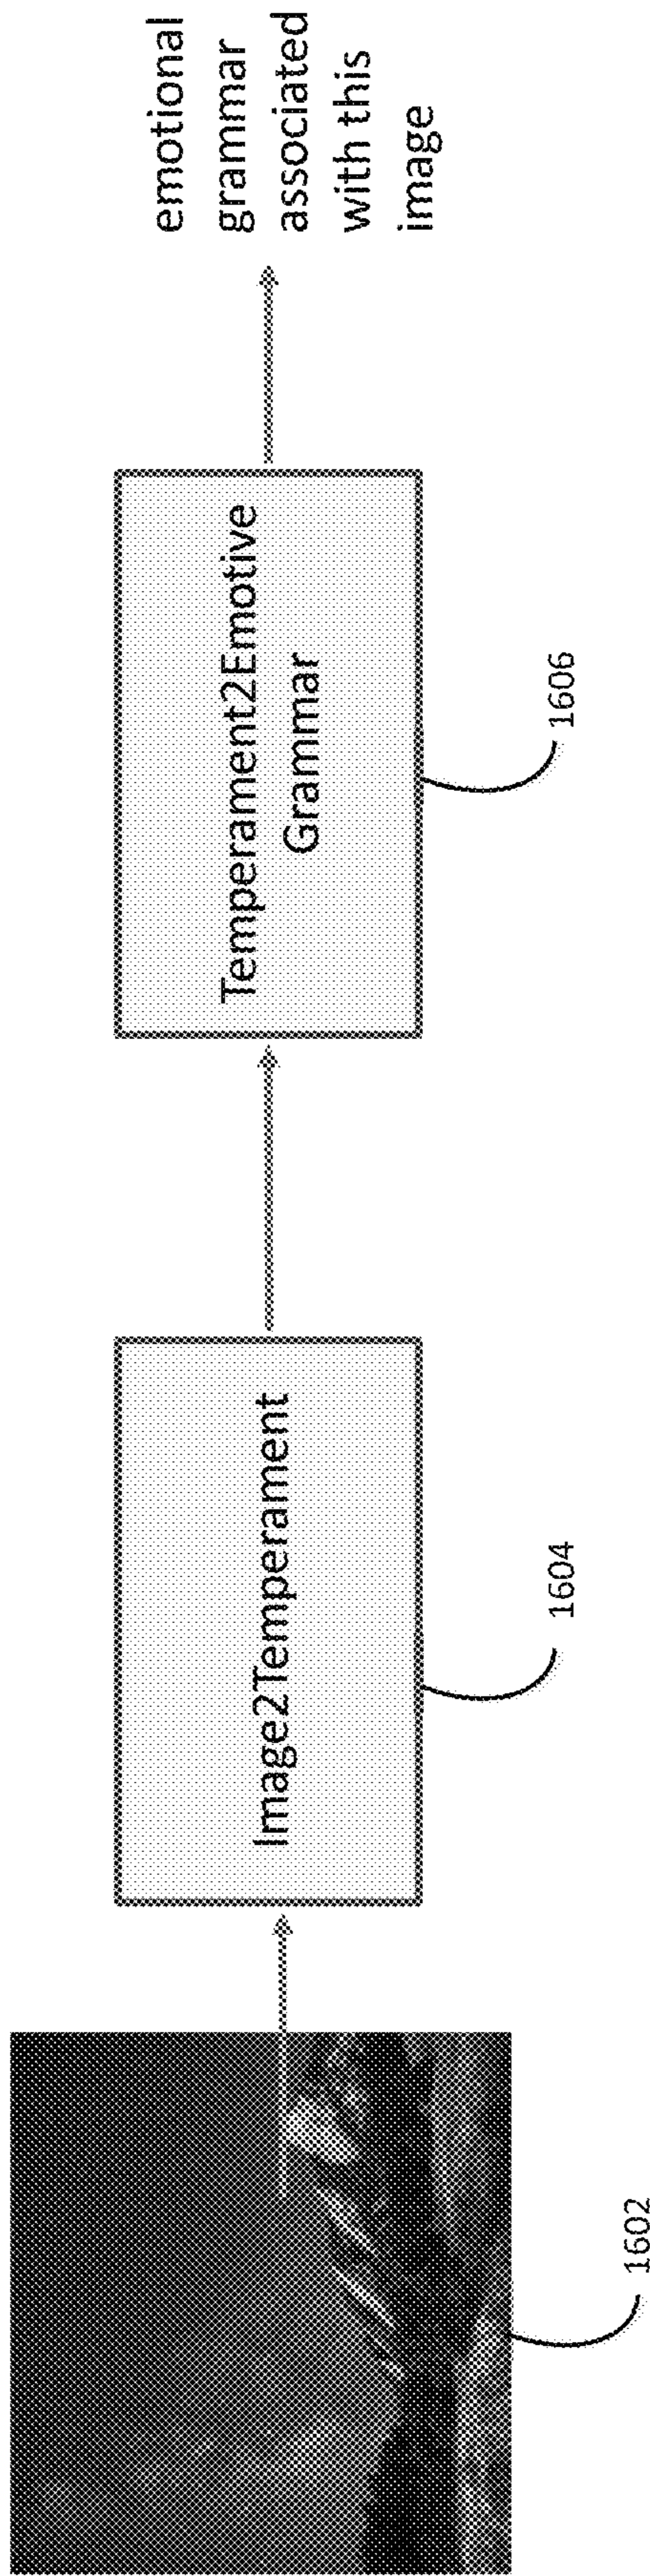 1602
Image2Temperament
1604
Temperament2Emotive
Grammar
1606
emotional
grammar
associated
with this
image